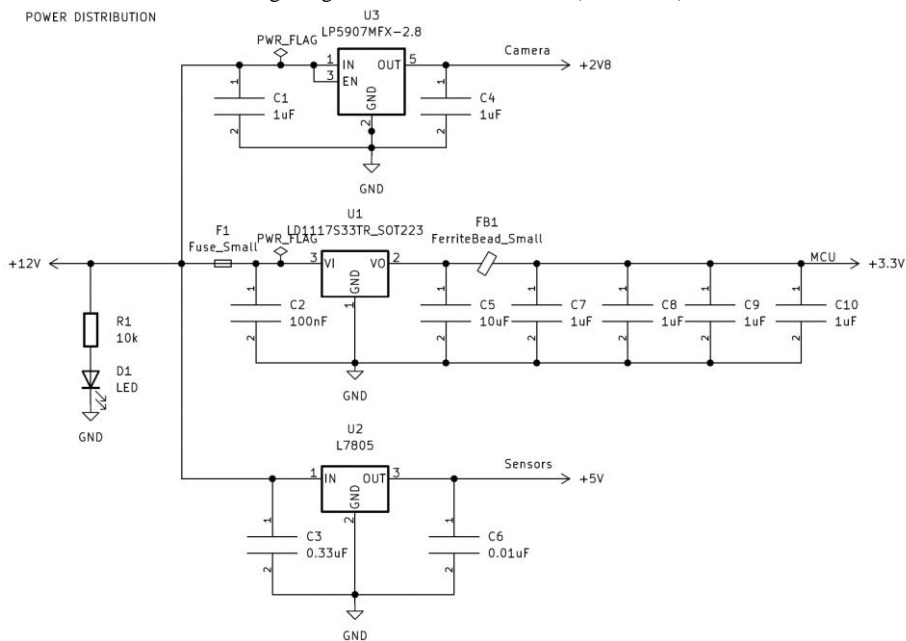 POWER DISTRIBUTION
U3
LP5907MFX-2.8
PWR_FLAG
1 IN OUT 5
3 EN
GND
2
Camera
+2V8
1
C1
1uF
2
1
C4
1uF
2
GND
U1
LD1117S33TR_SOT223
F1
Fuse_Small
PWR_FLAG
3 VI VO 2
GND
1
FB1
FerriteBead_Small
+12V
MCU
+3.3V
1
C2
100nF
2
1
C5
10uF
2
1
C7
1uF
2
1
C8
1uF
2
1
C9
1uF
2
1
C10
1uF
2
GND
R1
10k
D1
LED
GND
U2
L7805
1 IN OUT 3
GND
2
Sensors
+5V
1
C3
0.33uF
2
1
C6
0.01uF
2
GND